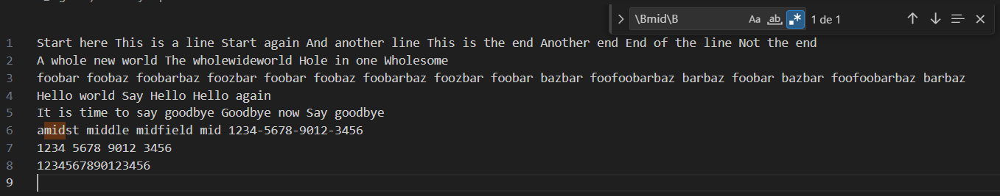 \Bmid\B Aa ab, .* 1 de 1
1 Start here This is a line Start again And another line This is the end Another end End of the line Not the end
2 A whole new world The wholewideworld Hole in one Wholesome
3 foobar foobaz foobarbaz foozbar foobar foobaz foobarbaz foozbar foobar bazbar foofoobarbaz barbaz foobar bazbar foofoobarbaz barbaz
4 Hello world Say Hello Hello again
5 It is time to say goodbye Goodbye now Say goodbye
6 amidst middle midfield mid 1234-5678-9012-3456
7 1234 5678 9012 3456
8 1234567890123456
9